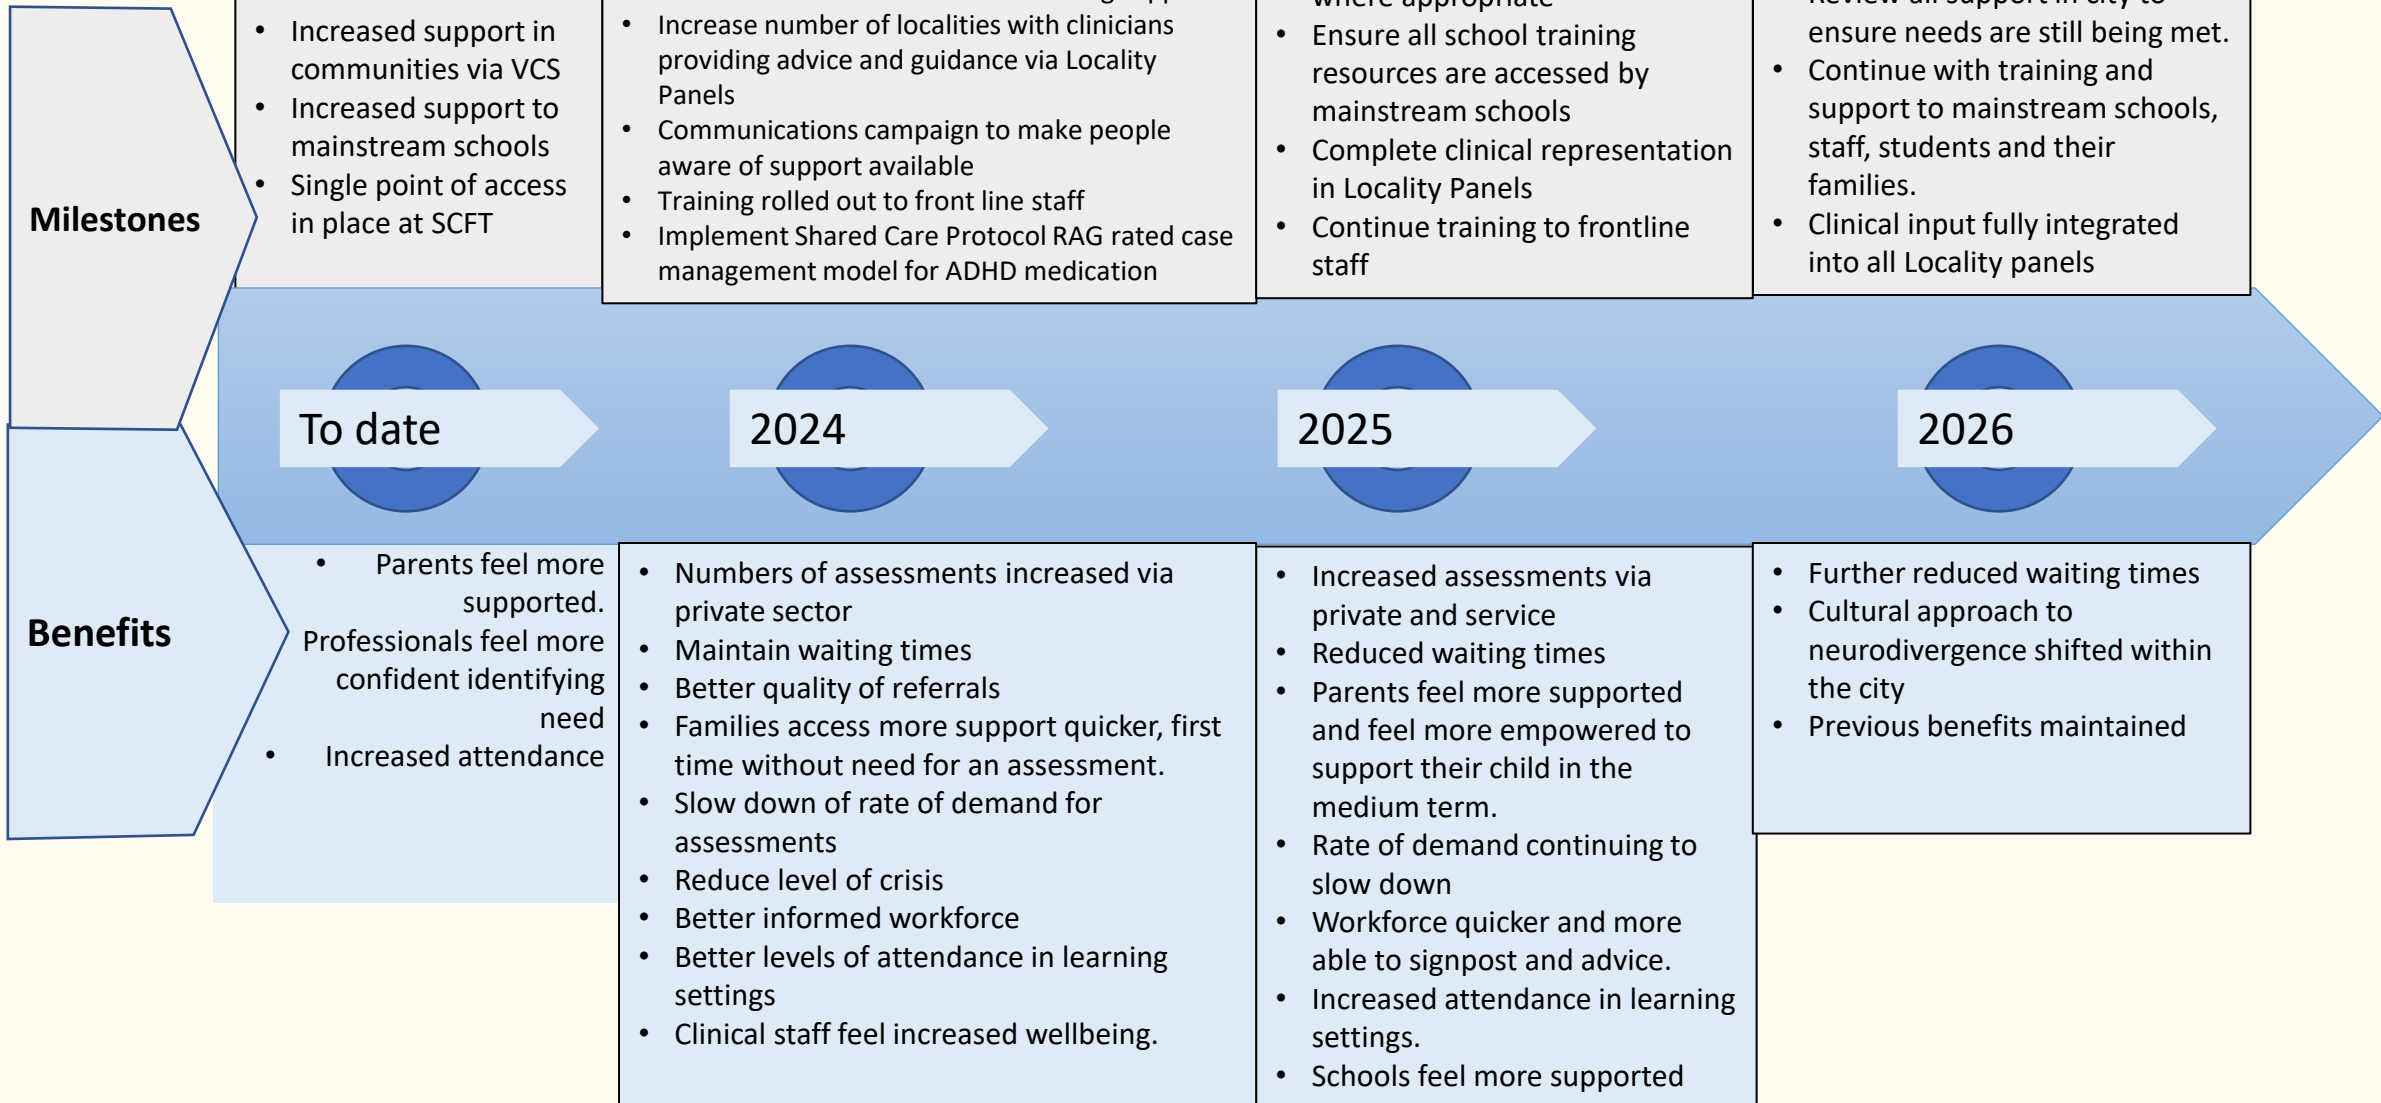 Milestones
• Increased support in
communities via VCS
• Increased support to
mainstream schools
• Single point of access
in place at SCFT
• Increase number of localities with clinicians
providing advice and guidance via Locality
Panels
• Communications campaign to make people
aware of support available
• Training rolled out to front line staff
• Implement Shared Care Protocol RAG rated case
management model for ADHD medication
where appropriate
• Ensure all school training
resources are accessed by
mainstream schools
• Complete clinical representation
in Locality Panels
• Continue training to frontline
staff
Review all support in city to
ensure needs are still being met.
• Continue with training and
support to mainstream schools,
staff, students and their
families.
• Clinical input fully integrated
into all Locality panels
To date
2024
2025
2026
Benefits
• Parents feel more
supported.
Professionals feel more
confident identifying
need
• Increased attendance
• Numbers of assessments increased via
private sector
• Maintain waiting times
• Better quality of referrals
• Families access more support quicker, first
time without need for an assessment.
• Slow down of rate of demand for
assessments
• Reduce level of crisis
• Better informed workforce
• Better levels of attendance in learning
settings
• Clinical staff feel increased wellbeing.
• Increased assessments via
private and service
• Reduced waiting times
• Parents feel more supported
and feel more empowered to
support their child in the
medium term.
• Rate of demand continuing to
slow down
• Workforce quicker and more
able to signpost and advice.
• Increased attendance in learning
settings.
• Schools feel more supported
• Further reduced waiting times
• Cultural approach to
neurodivergence shifted within
the city
• Previous benefits maintained